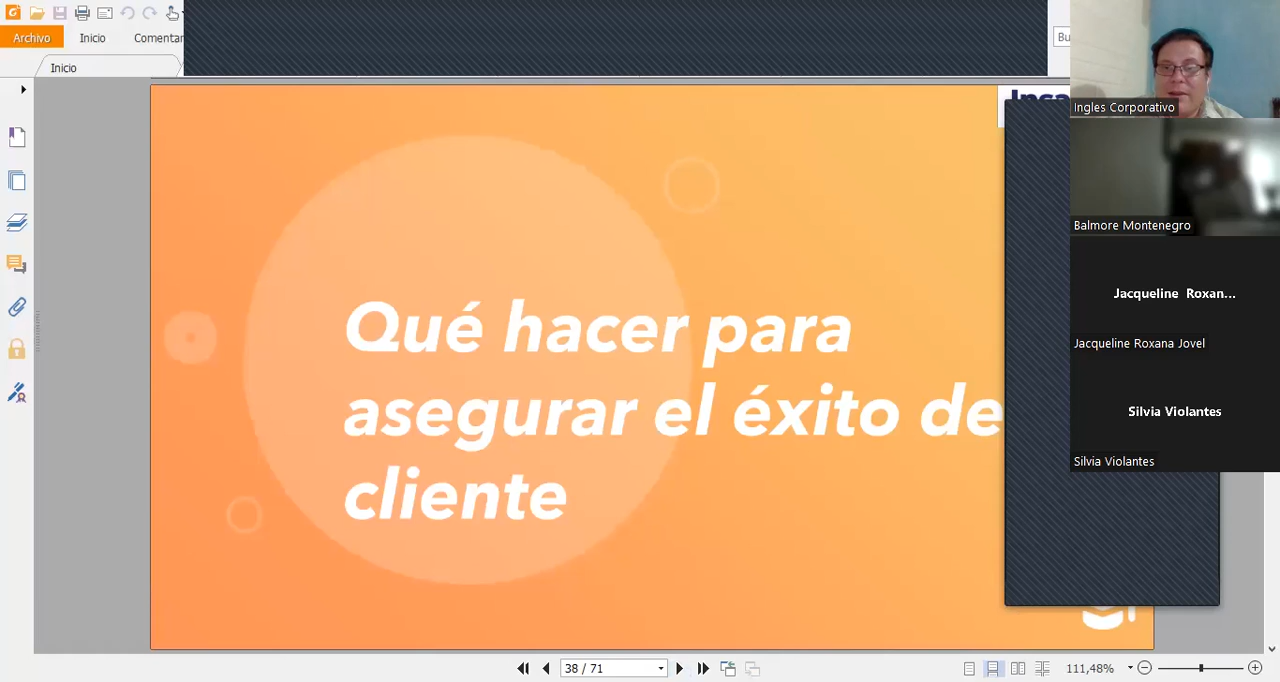 Archivo
Inicio
Comentar
Inicio
Qué hacer para
asegurar el éxito de
cliente
Ingles Corporativo
Balmore Montenegro
Jacqueline Roxan...
Jacqueline Roxana Jovel
Silvia Violantes
Silvia Violantes
38 / 71
111,48%